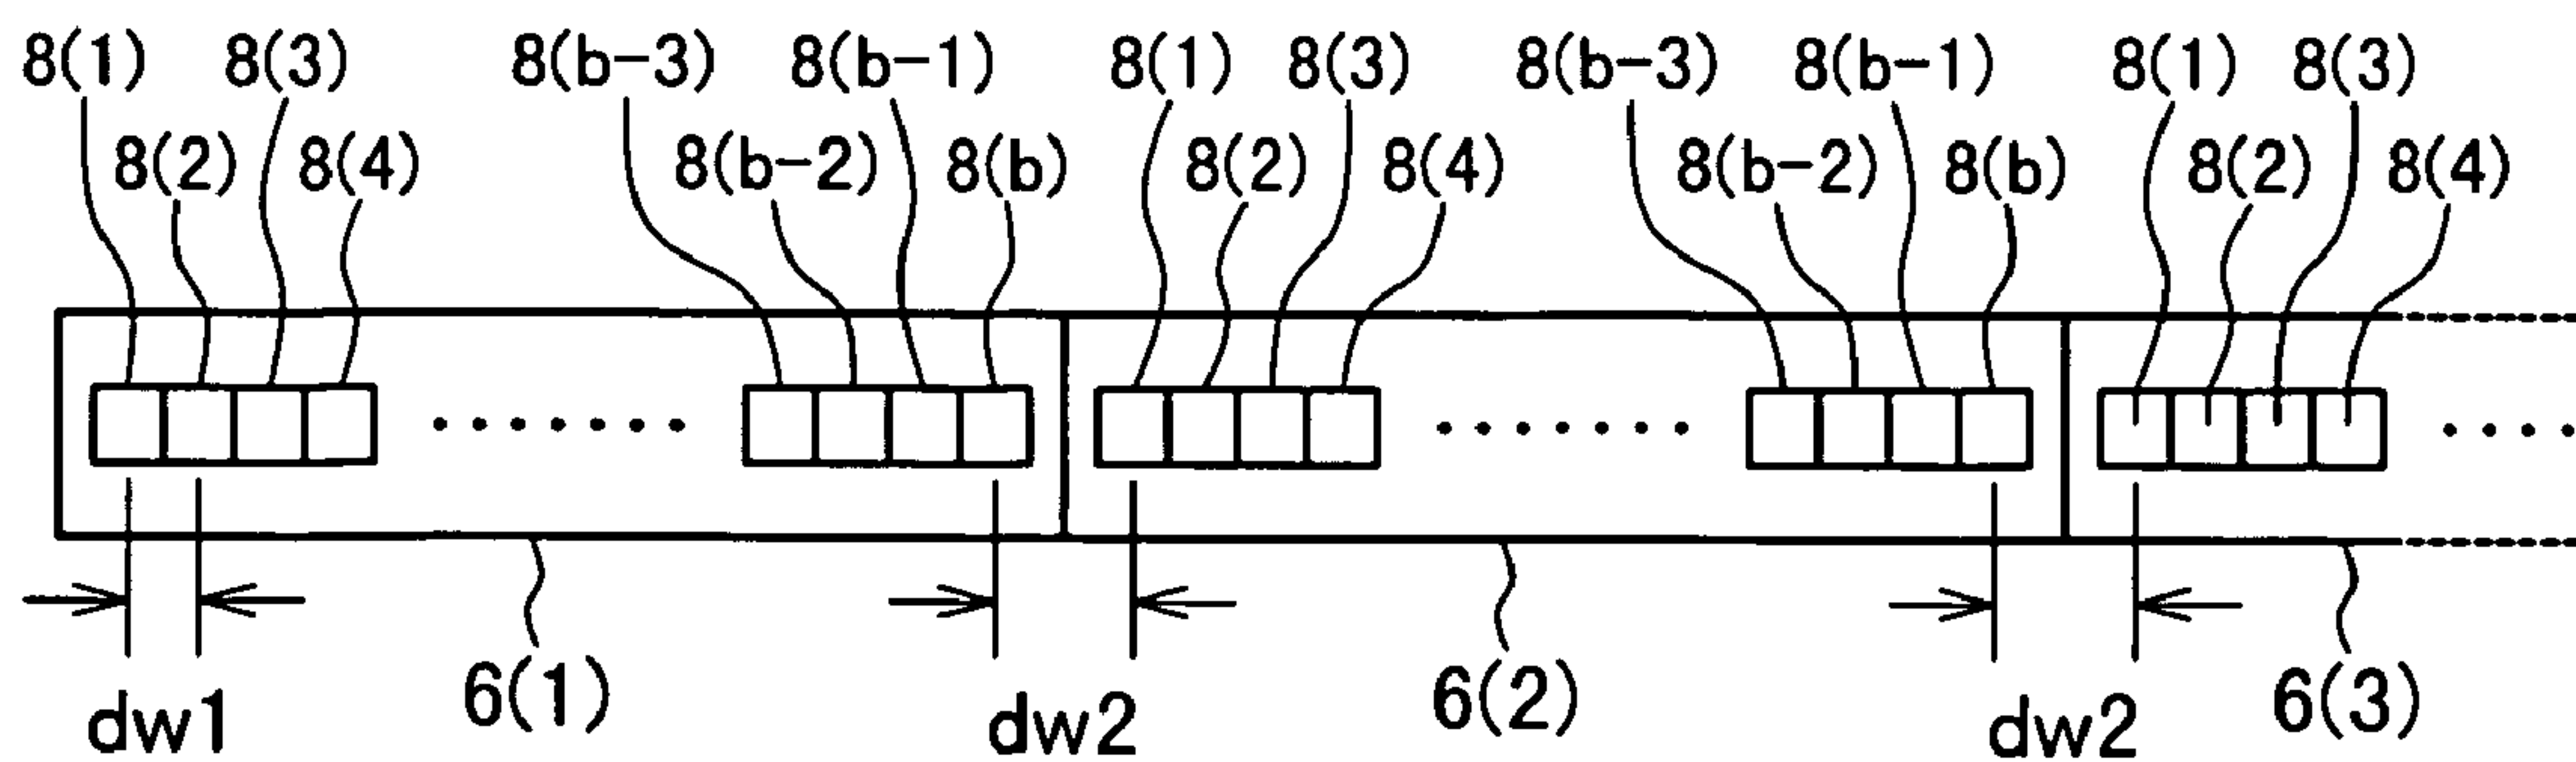 8(1) 8(3) 8(b-3) 8(b-1) 8(1) 8(3) 8(b-3) 8(b-1) 8(1) 8(3)
8(2) 8(4) 8(b-2) 8(b) 8(2) 8(4) 8(b-2) 8(b) 8(2) 8(4)
6(1) 6(2) 6(3)
dw1 dw2 dw2